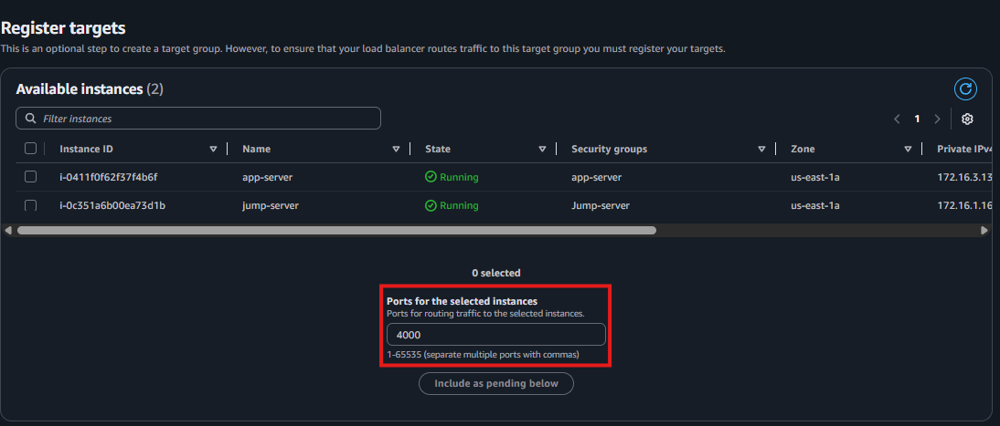 Register targets
This is an optional step to create a target group. However, to ensure that your load balancer routes traffic to this target group you must register your targets.
Available instances (2)
Filter instances
1
Instance ID Name State Security groups Zone Private IPv4
i-0411f0f62f37f4b6f app-server Running app-server us-east-1a 172.16.3.13
i-0c351a6b00ea73d1b jump-server Running Jump-server us-east-1a 172.16.1.16
0 selected
Ports for the selected instances
Ports for routing traffic to the selected instances.
4000
1-65535 (separate multiple ports with commas)
Include as pending below